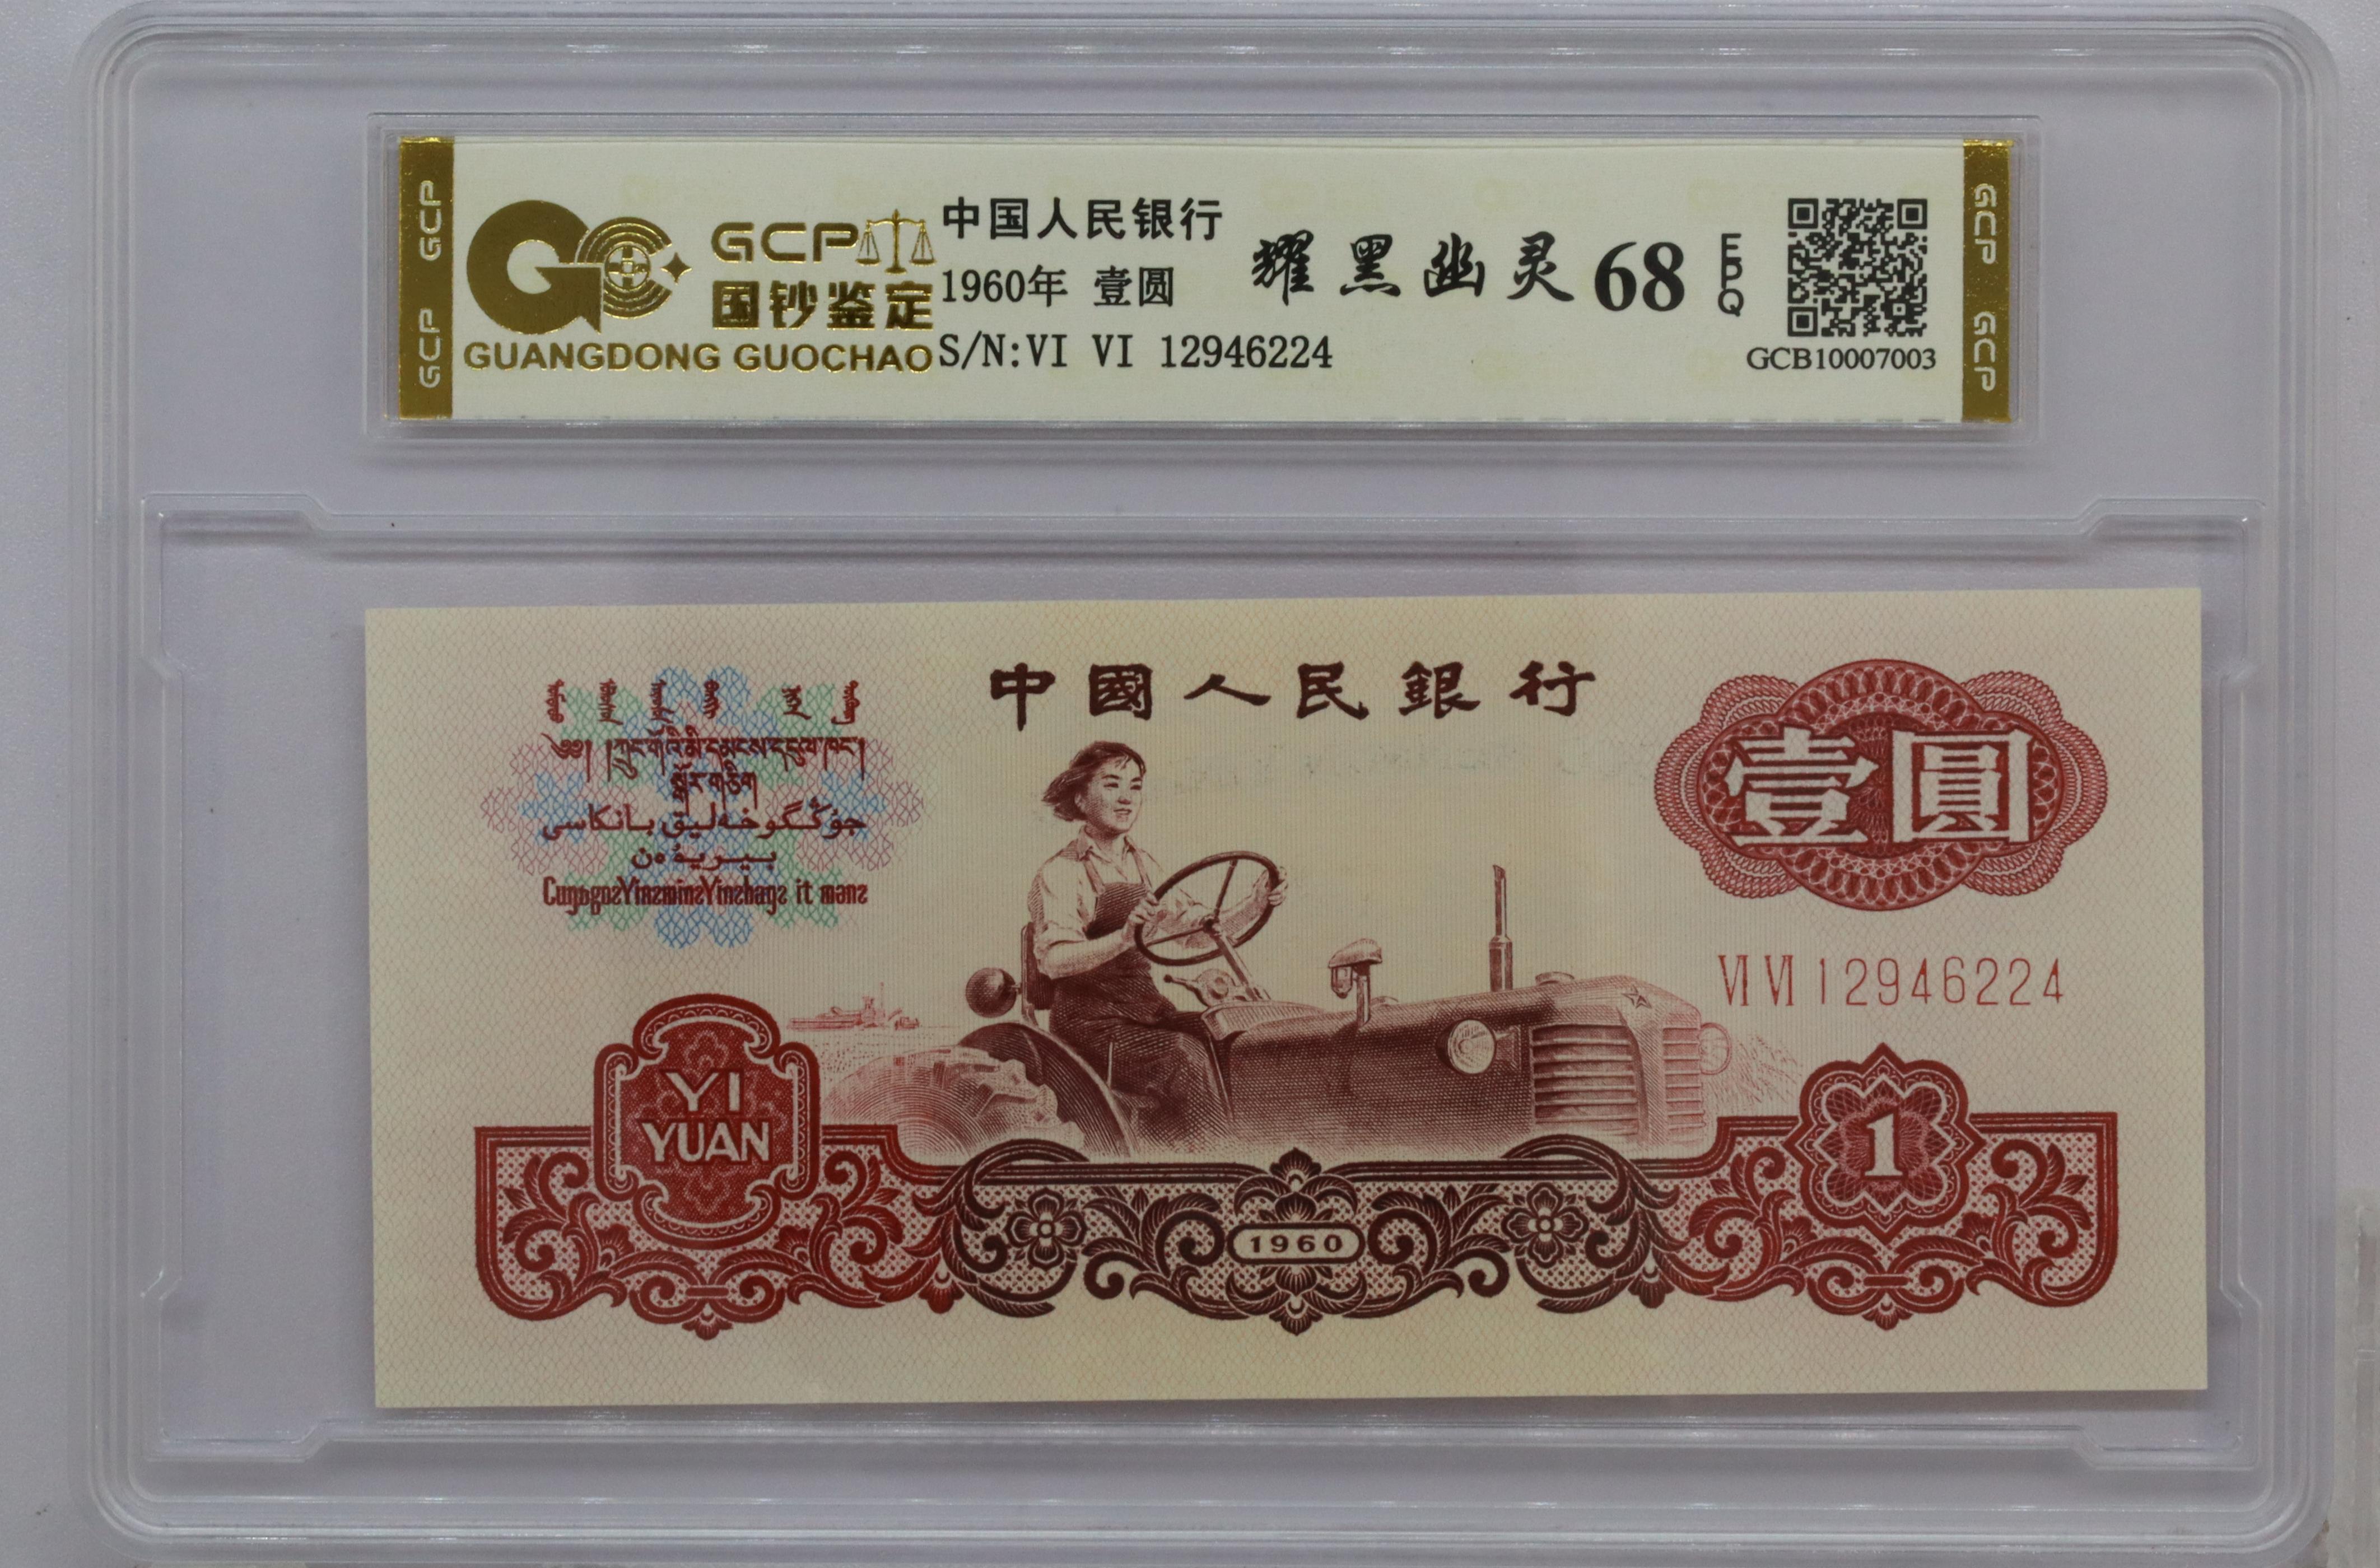 GCP GCP
GCP
国钞鉴定
GUANGDONG GUOCHAO
中国人民银行
1960年 壹圆
S/N:VI VI 12946224
耀黑幽灵 68 EPQ
GCB10007003
GCP GCP
中國人民銀行
壹圓
VI VI 12946224
YI
YUAN
1960
1